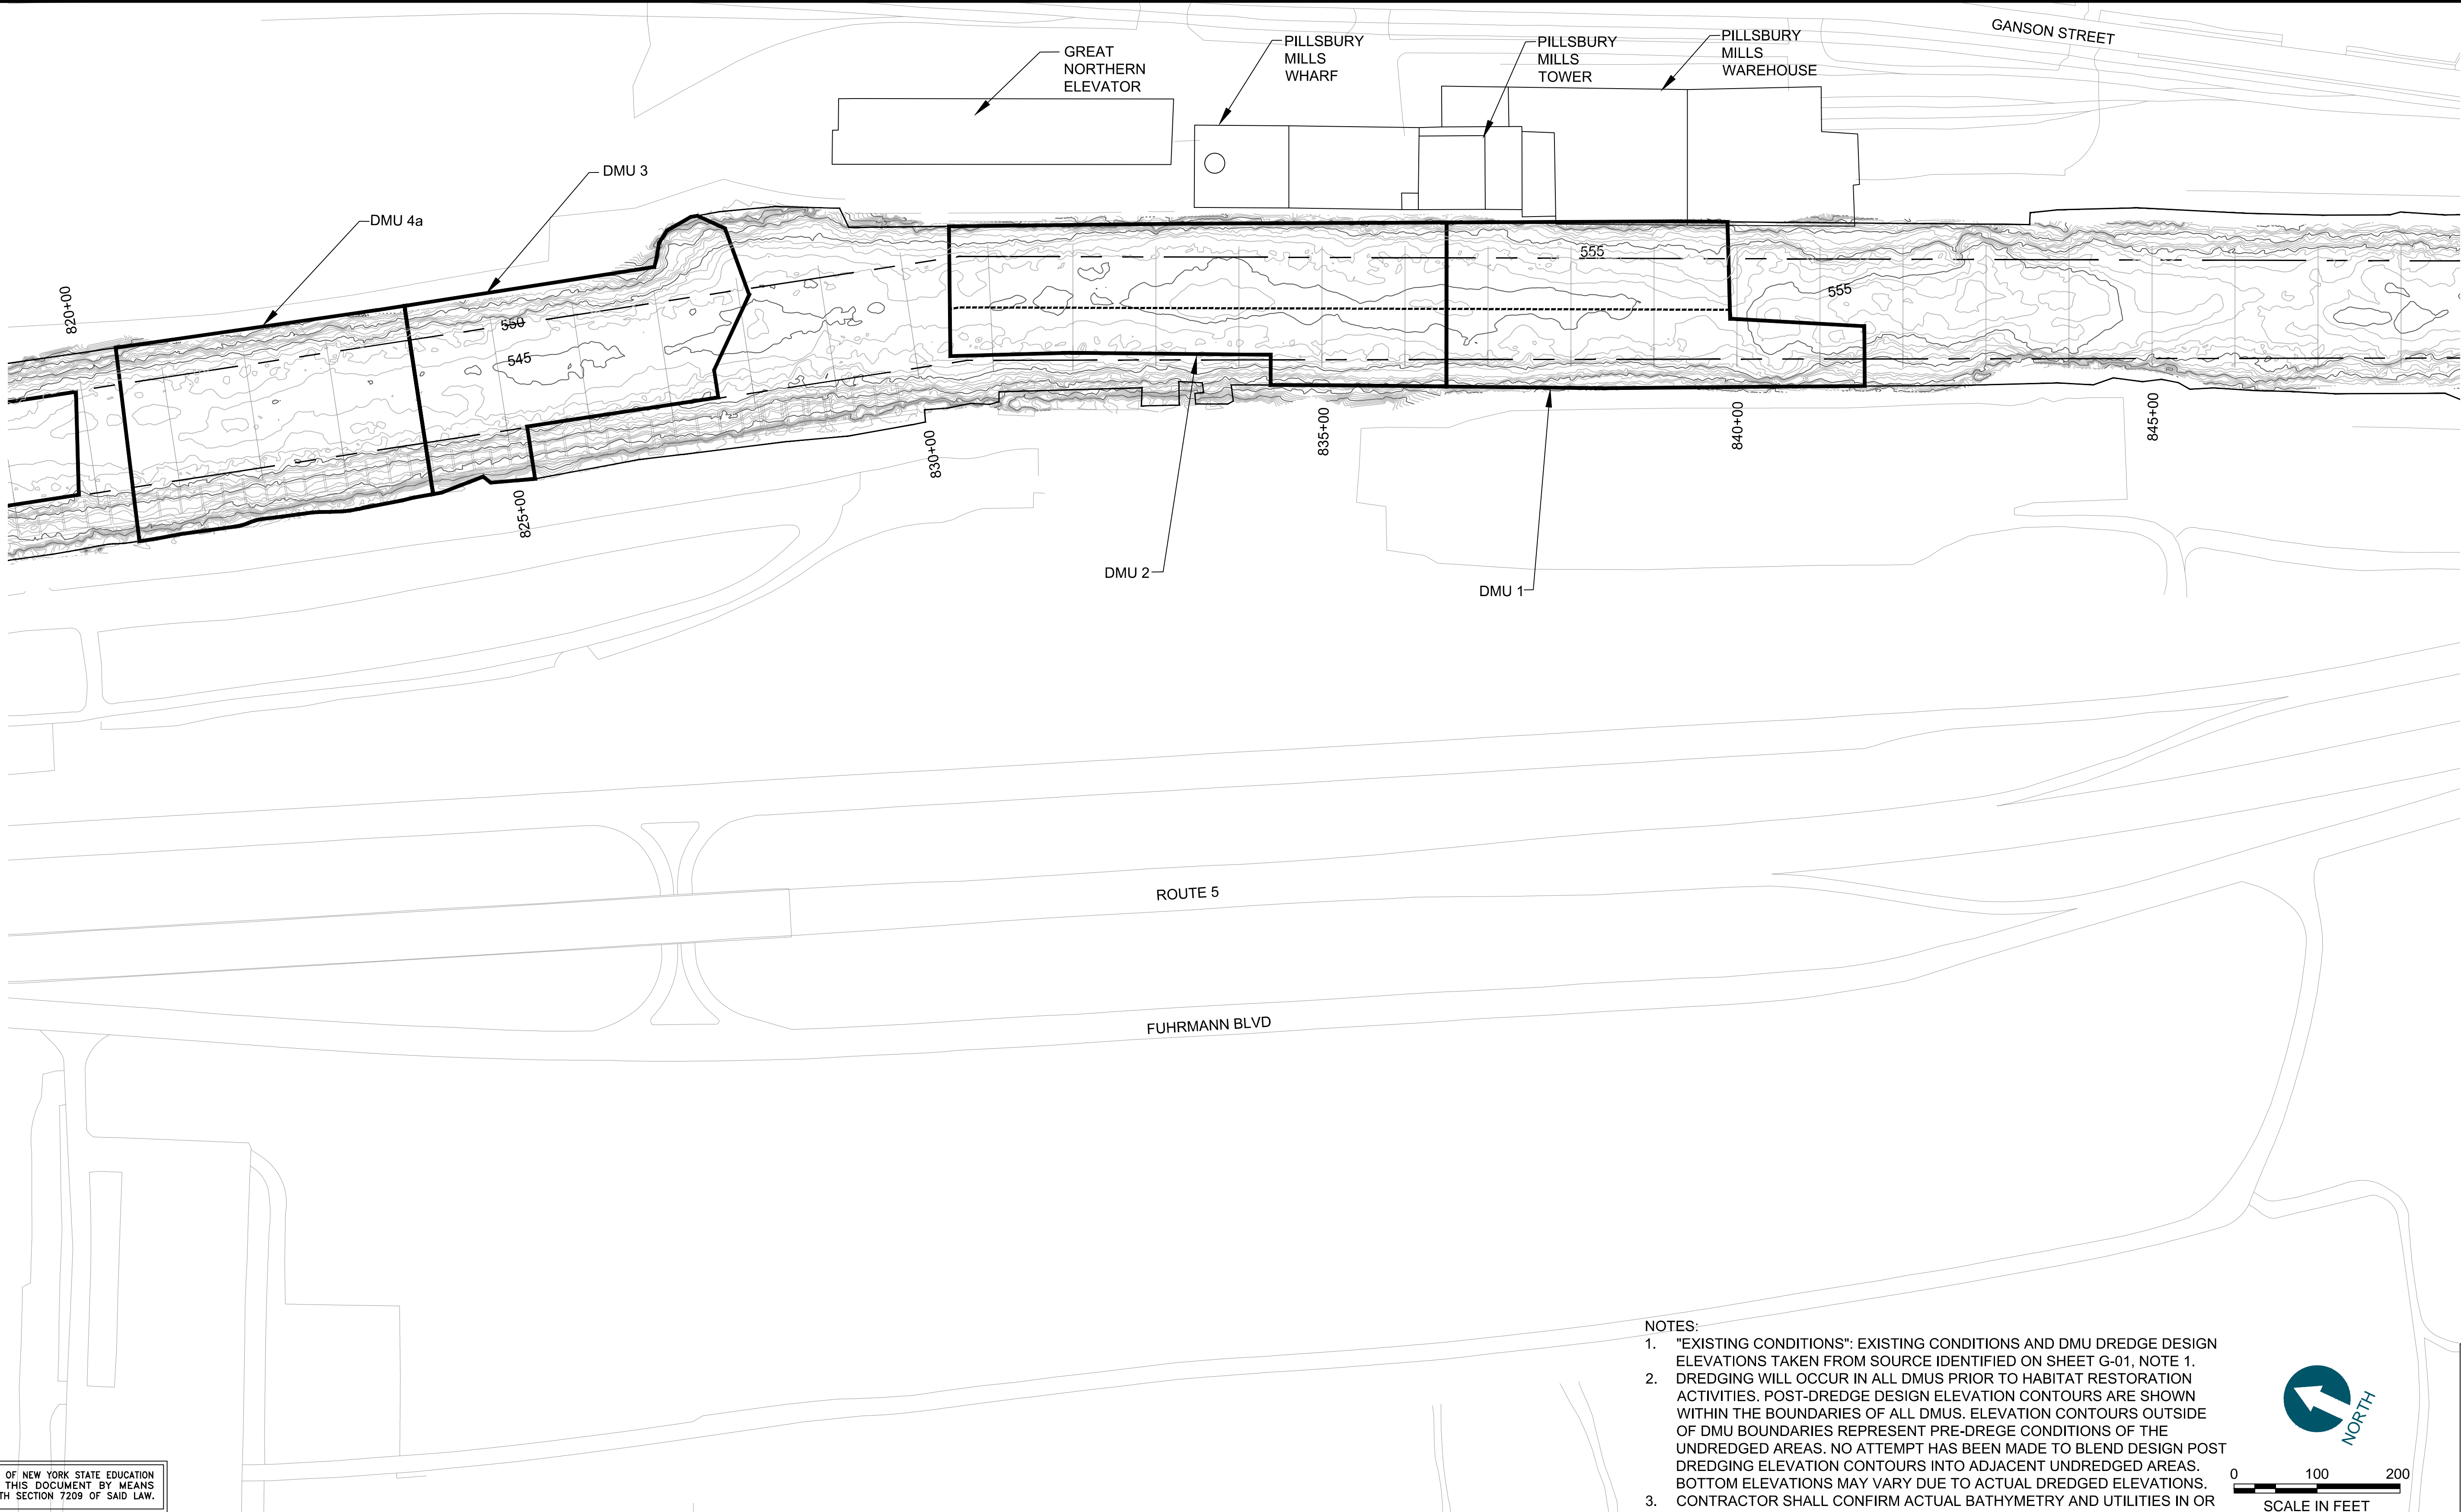 GANSON STREET
GREAT
NORTHERN
ELEVATOR
PILLSBURY
MILLS
WHARF
PILLSBURY
MILLS
TOWER
PILLSBURY
MILLS
WAREHOUSE
DMU 3
DMU 4a
820+00
550
545
555
555
825+00
830+00
835+00
840+00
845+00
DMU 2
DMU 1
ROUTE 5
FUHRMANN BLVD
NOTES:
1. "EXISTING CONDITIONS": EXISTING CONDITIONS AND DMU DREDGE DESIGN
ELEVATIONS TAKEN FROM SOURCE IDENTIFIED ON SHEET G-01, NOTE 1.
2. DREDGING WILL OCCUR IN ALL DMUS PRIOR TO HABITAT RESTORATION
ACTIVITIES. POST-DREDGE DESIGN ELEVATION CONTOURS ARE SHOWN
WITHIN THE BOUNDARIES OF ALL DMUS. ELEVATION CONTOURS OUTSIDE
OF DMU BOUNDARIES REPRESENT PRE-DREGE CONDITIONS OF THE
UNDREDGED AREAS. NO ATTEMPT HAS BEEN MADE TO BLEND DESIGN POST
DREDGING ELEVATION CONTOURS INTO ADJACENT UNDREDGED AREAS.
BOTTOM ELEVATIONS MAY VARY DUE TO ACTUAL DREDGED ELEVATIONS.
3. CONTRACTOR SHALL CONFIRM ACTUAL BATHYMETRY AND UTILITIES IN OR
NORTH
0 100 200
SCALE IN FEET
OF NEW YORK STATE EDUCATION
THIS DOCUMENT BY MEANS
TH SECTION 7209 OF SAID LAW.